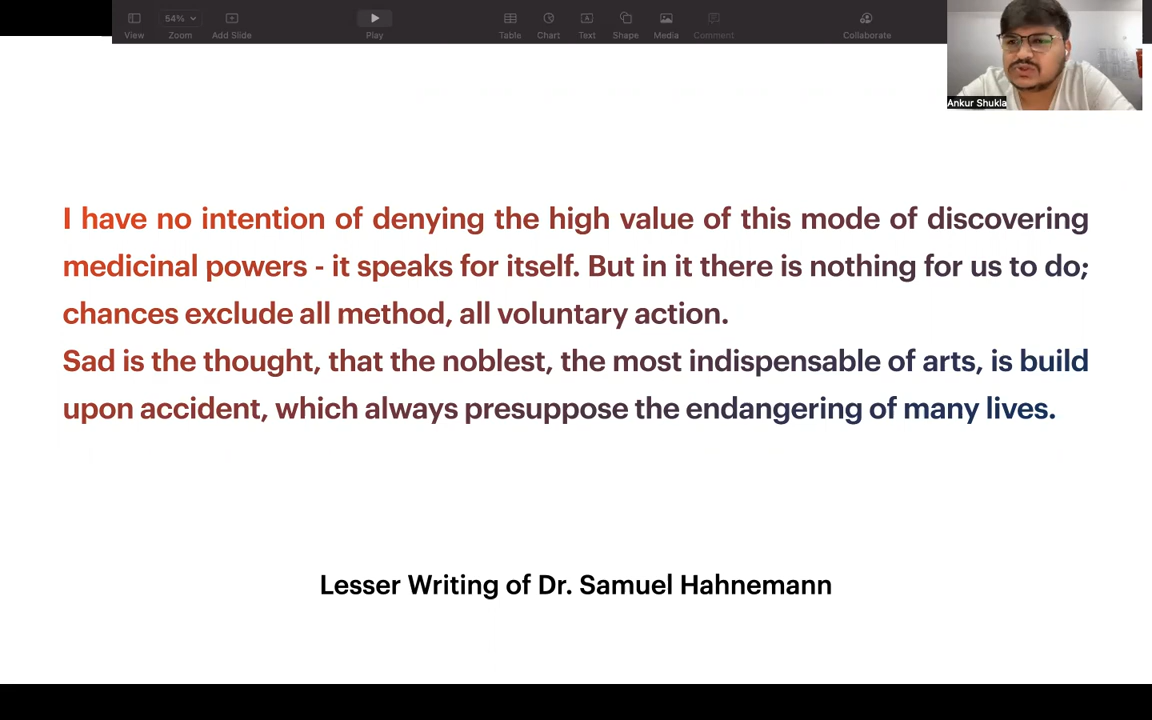 View
54%
Zoom
Add Slide
Play
Table
Chart
Text
Shape
Media
Comment
Collaborate
Ankur Shukla
I have no intention of denying the high value of this mode of discovering
medicinal powers - it speaks for itself. But in it there is nothing for us to do;
chances exclude all method, all voluntary action.
Sad is the thought, that the noblest, the most indispensable of arts, is build
upon accident, which always presuppose the endangering of many lives.
Lesser Writing of Dr. Samuel Hahnemann